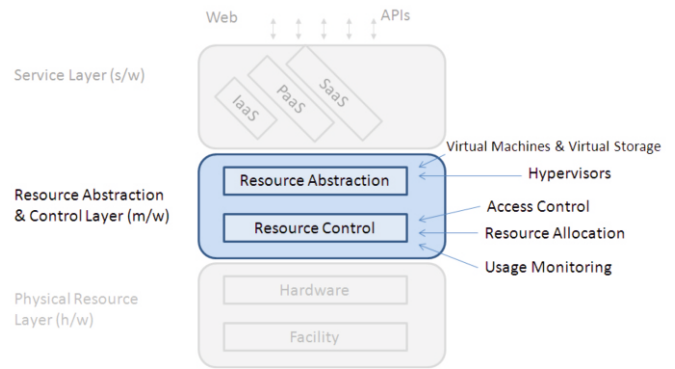 Web
APIs
Service Layer (s/w)
IaaS
PaaS
SaaS
Virtual Machines & Virtual Storage
Resource Abstraction
Hypervisors
Resource Abstraction
& Control Layer (m/w)
Access Control
Resource Control
Resource Allocation
Usage Monitoring
Physical Resource
Layer (h/w)
Hardware
Facility